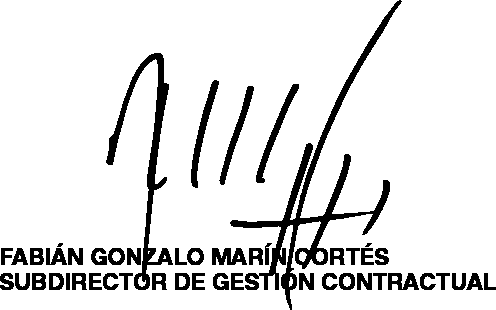 FABIÁN GONZALO MARÍN CORTÉS
SUBDIRECTOR DE GESTIÓN CONTRACTUAL